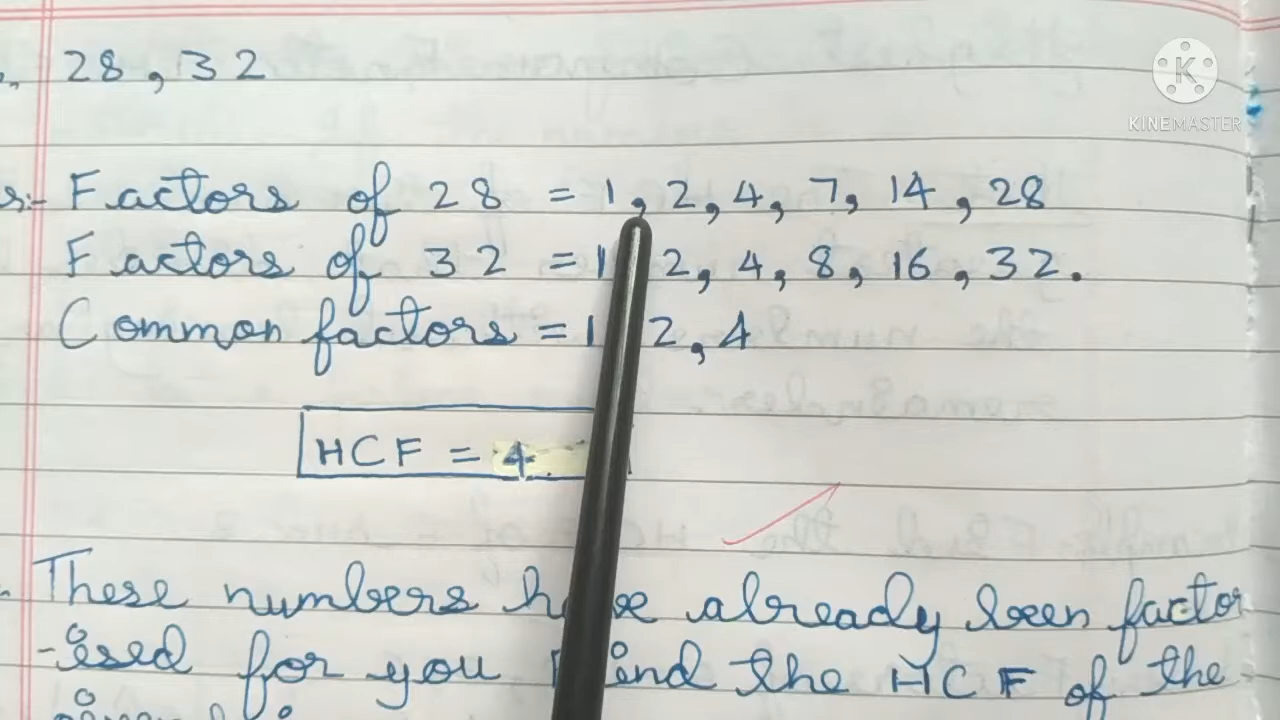 28, 32
KINEMASTER
Factors of 28 = 1, 2, 4, 7, 14, 28
Factors of 32 = 1 2, 4, 8, 16, 32.
Common factors = 1 2, 4
HCF = 4
These numbers have already been factor
-ised for you Find the HCF of the